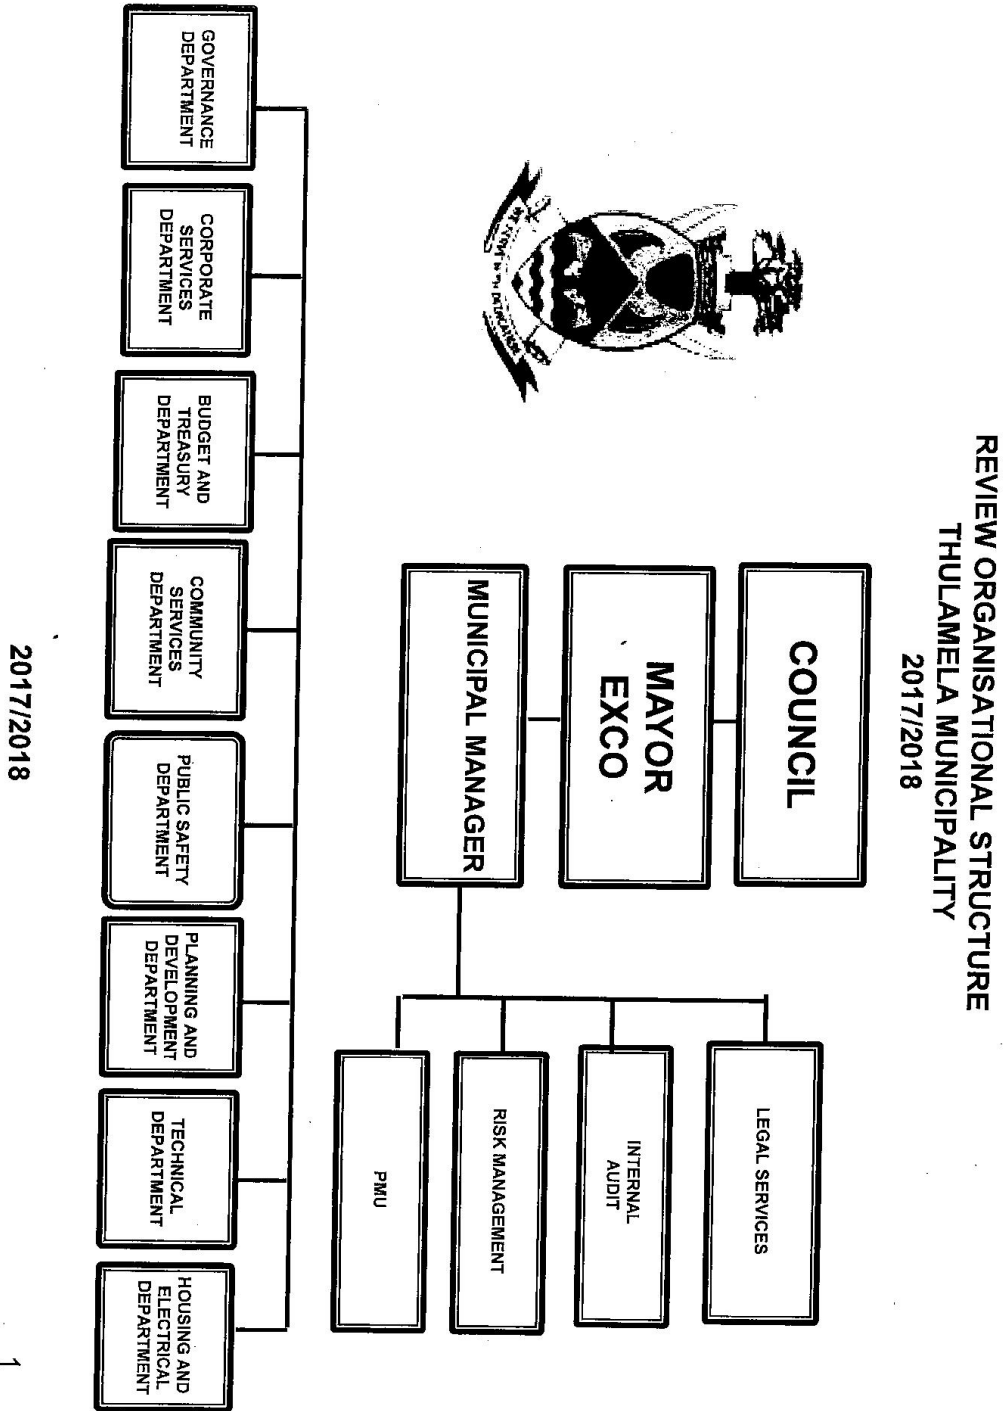 REVIEW ORGANISATIONAL STRUCTURE
THULAMELA MUNICIPALITY
2017/2018
COUNCIL
MAYOR
EXCO
MUNICIPAL MANAGER
LEGAL SERVICES
INTERNAL
AUDIT
RISK MANAGEMENT
PMU
GOVERNANCE
DEPARTMENT
CORPORATE
SERVICES
DEPARTMENT
BUDGET AND
TREASURY
DEPARTMENT
COMMUNITY
SERVICES
DEPARTMENT
PUBLIC SAFETY
DEPARTMENT
PLANNING AND
DEVELOPMENT
DEPARTMENT
TECHNICAL
DEPARTMENT
HOUSING AND
ELECTRICAL
DEPARTMENT
2017/2018
1